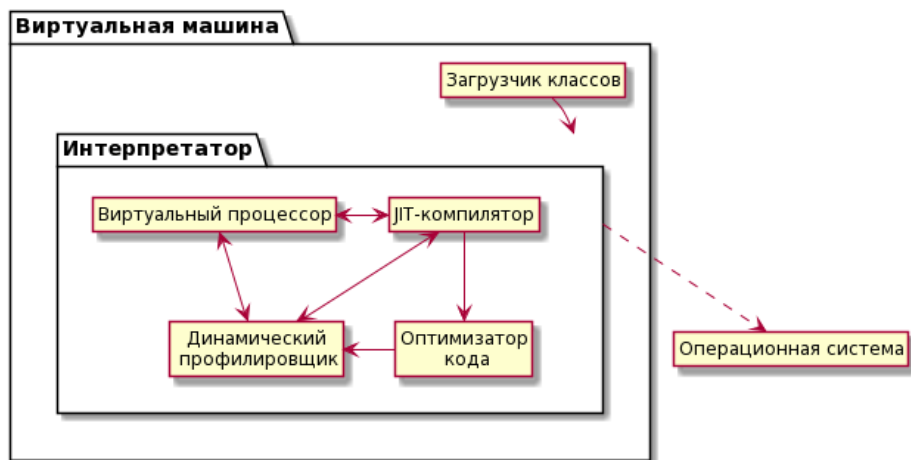 Виртуальная машина
Загрузчик классов
Интерпретатор
Виртуальный процессор
JIT-компилятор
Динамический
профилировщик
Оптимизатор
кода
Операционная система